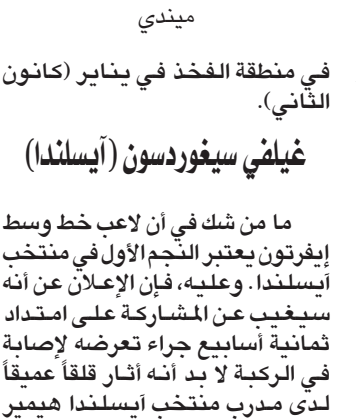 ميندي
في منطقة الفخذ في يناير (كانون
الثاني).
غيلفي سيغوردسون (آيسلندا)
ما من شك في أن لاعب خط وسط
إيفرتون يعتبر النجم الأول في منتخب
آيسلندا. وعليه، فإن الإعلان عن أنه
سيغيب عن المشاركة على امتداد
ثمانية أسابيع جراء تعرضه لإصابة
في الركبة لا بد أنه أثار قلقاً عميقاً
لدى مدرب منتخب آيسلندا هيمير